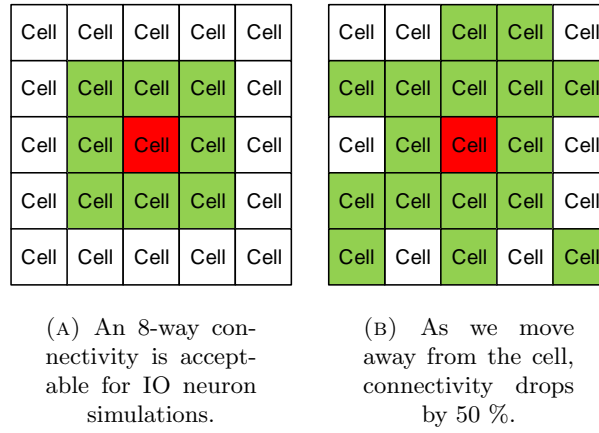 Cell Cell Cell Cell Cell
Cell Cell Cell Cell Cell
Cell Cell Cell Cell Cell
Cell Cell Cell Cell Cell
Cell Cell Cell Cell Cell
(A) An 8-way con-
nectivity is accept-
able for IO neuron
simulations.
Cell Cell Cell Cell Cell
Cell Cell Cell Cell Cell
Cell Cell Cell Cell Cell
Cell Cell Cell Cell Cell
Cell Cell Cell Cell Cell
(B) As we move
away from the cell,
connectivity drops
by 50 %.